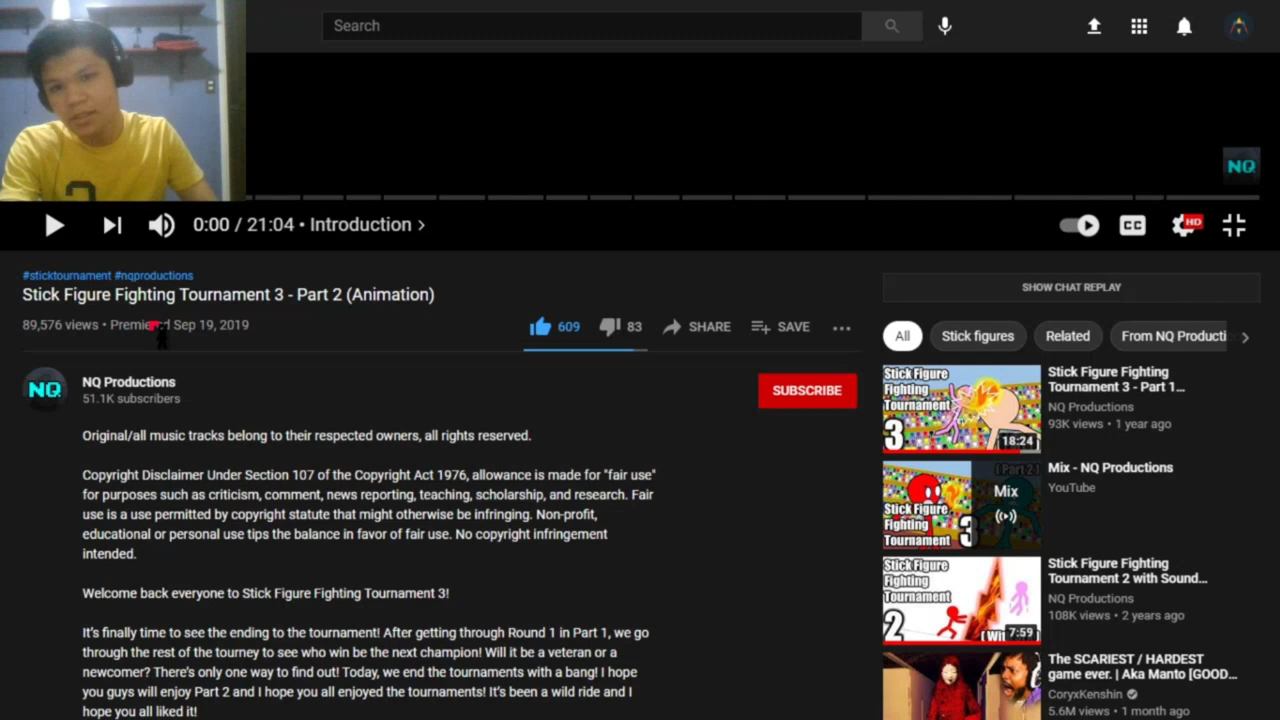 Search
NQ
0:00 / 21:04 • Introduction >
CC
HD
#sticktournament #nqproductions
Stick Figure Fighting Tournament 3 - Part 2 (Animation)
89,576 views • Premiered Sep 19, 2019
609
83
SHARE
SAVE
NQ
NQ Productions
51.1K subscribers
SUBSCRIBE
Original/all music tracks belong to their respected owners, all rights reserved.
Copyright Disclaimer Under Section 107 of the Copyright Act 1976, allowance is made for "fair use"
for purposes such as criticism, comment, news reporting, teaching, scholarship, and research. Fair
use is a use permitted by copyright statute that might otherwise be infringing. Non-profit,
educational or personal use tips the balance in favor of fair use. No copyright infringement
intended.
Welcome back everyone to Stick Figure Fighting Tournament 3!
It's finally time to see the ending to the tournament! After getting through Round 1 in Part 1, we go
through the rest of the tourney to see who win be the next champion! Will it be a veteran or a
newcomer? There's only one way to find out! Today, we end the tournaments with a bang! I hope
you guys will enjoy Part 2 and I hope you all enjoyed the tournaments! It's been a wild ride and I
hope you all liked it!
SHOW CHAT REPLAY
All
Stick figures
Related
From NQ Producti
Stick Figure
Fighting
Tournament
3
18:24
Stick Figure Fighting
Tournament 3 - Part 1...
NQ Productions
93K views • 1 year ago
(Part 2)
Stick Figure
Fighting
Tournament 3
Mix
Mix - NQ Productions
YouTube
Stick Figure
Fighting
Tournament
2
(Wit
7:59
Stick Figure Fighting
Tournament 2 with Sound...
NQ Productions
108K views • 2 years ago
The SCARIEST / HARDEST
game ever. | Aka Manto [GOOD...
CoryxKenshin
5.6M views • 1 month ago